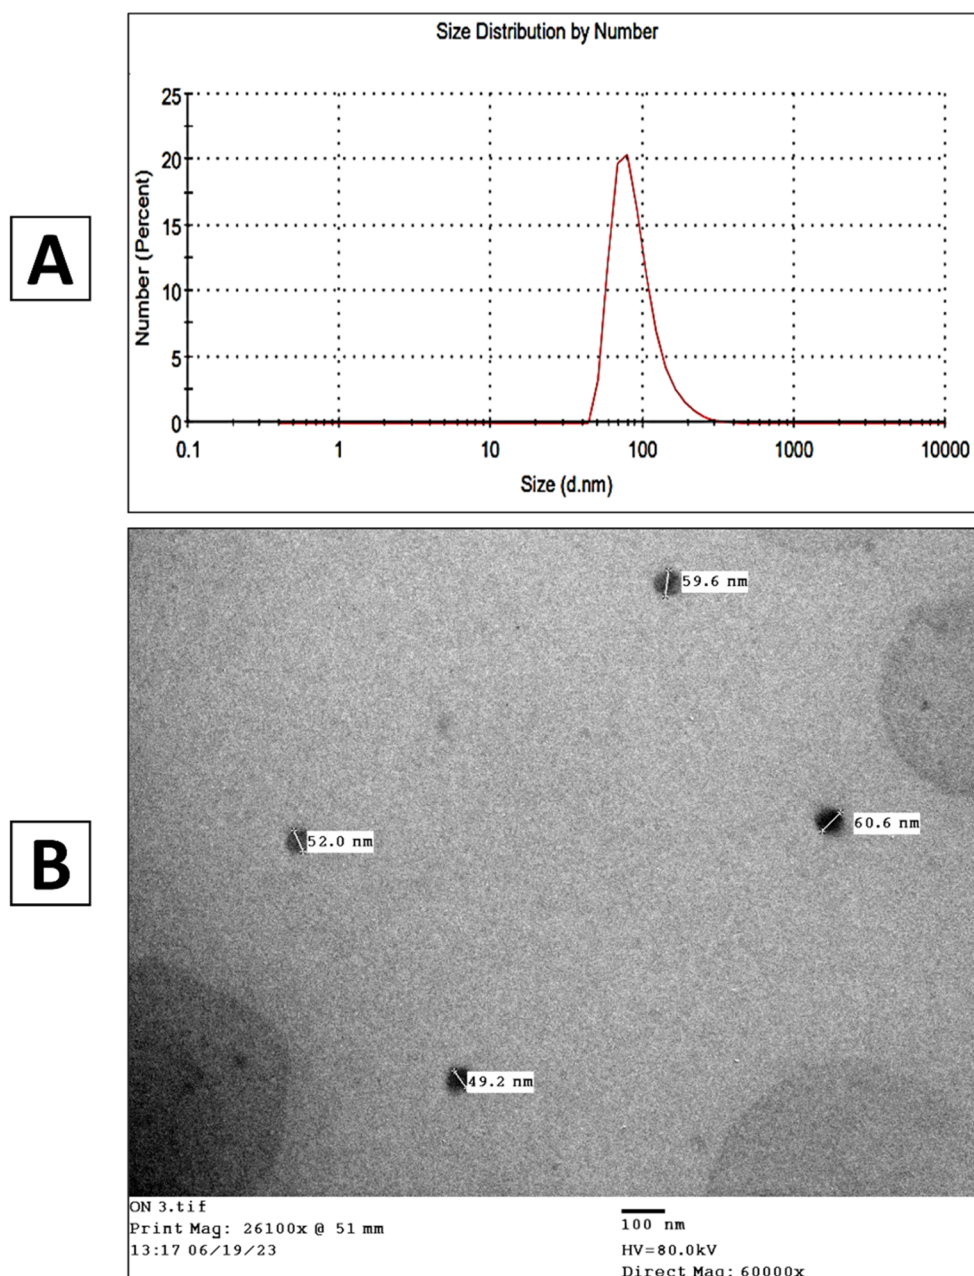 Size Distribution by Number
A
Number (Percent)
25
20
15
10
5
0
0.1 1 10 100 1000 10000
Size (d.nm)
B
59.6 nm
60.6 nm
52.0 nm
49.2 nm
ON 3.tif
Print Mag: 26100x @ 51 mm
13:17 06/19/23
100 nm
HV=80.0kV
Direct Mag: 60000x